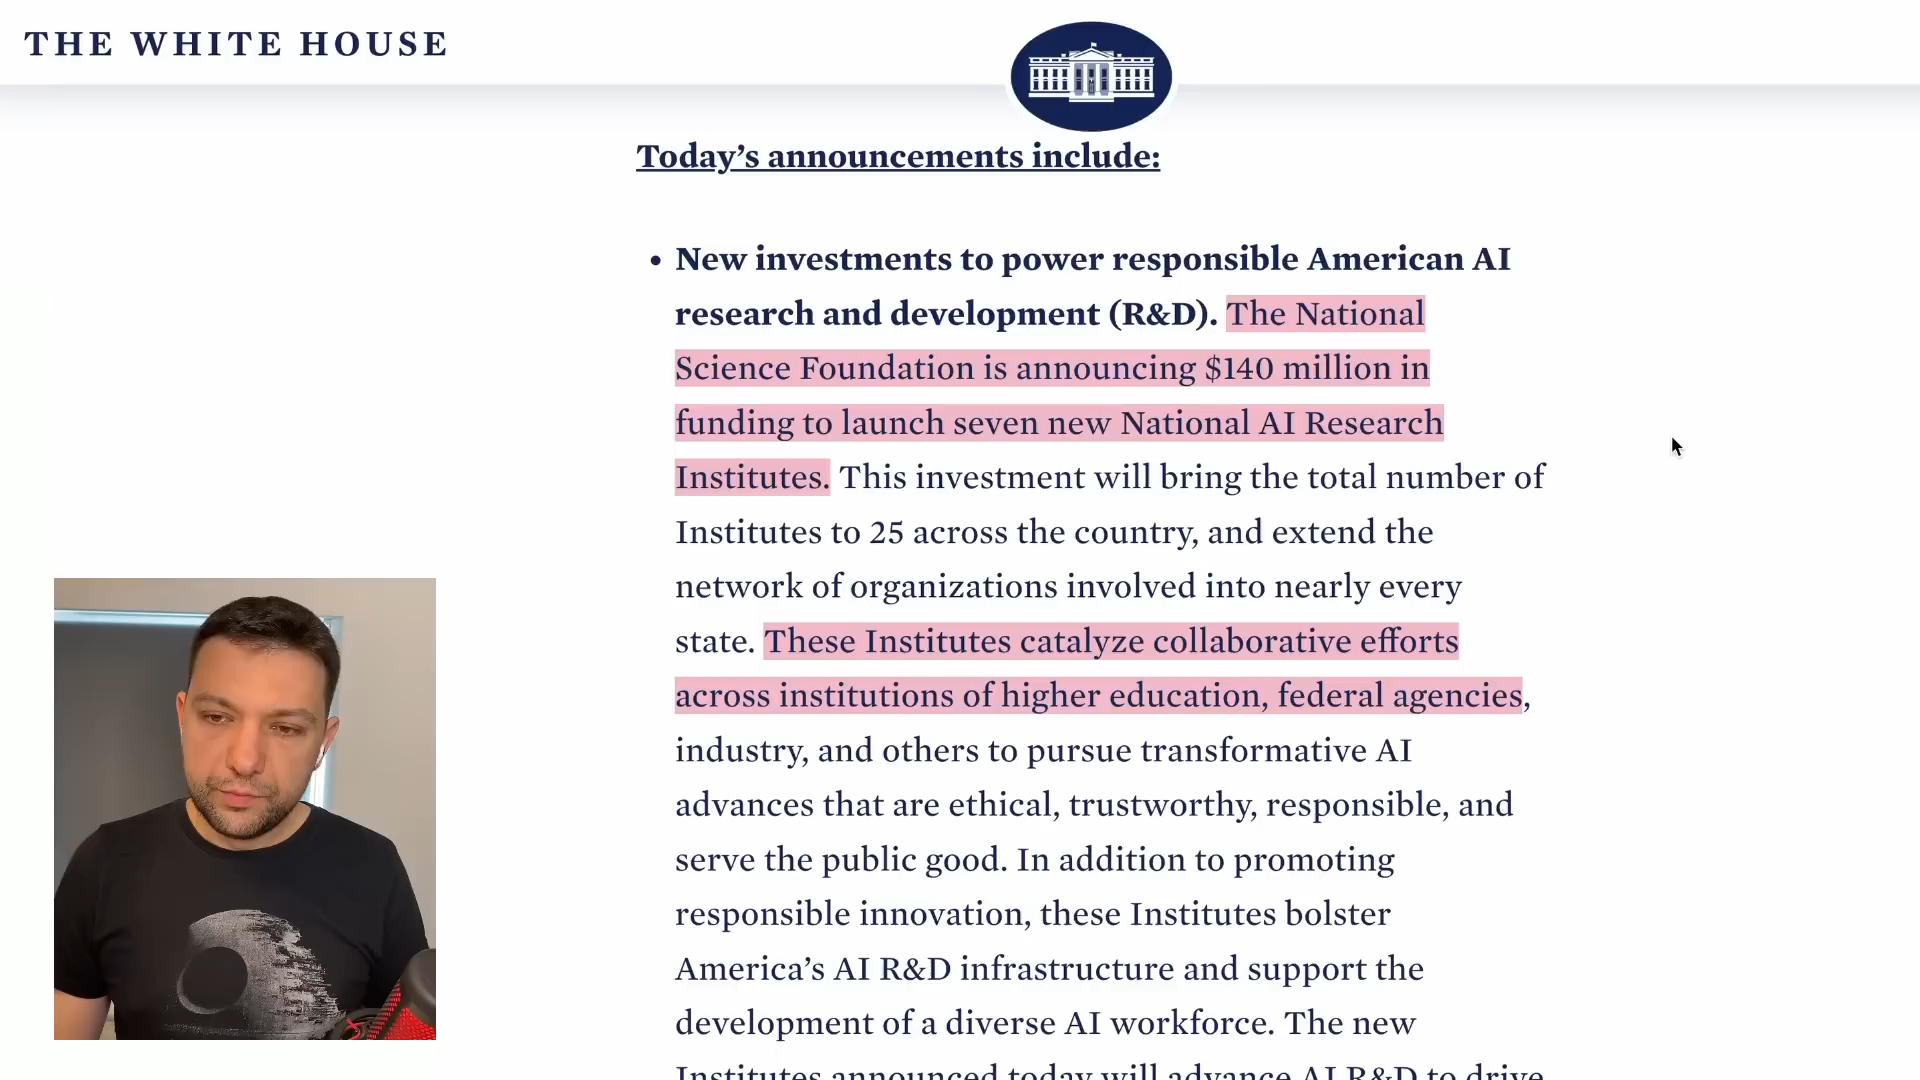 THE WHITE HOUSE
Today’s announcements include:
• New investments to power responsible American AI
research and development (R&D). The National
Science Foundation is announcing $140 million in
funding to launch seven new National AI Research
Institutes. This investment will bring the total number of
Institutes to 25 across the country, and extend the
network of organizations involved into nearly every
state. These Institutes catalyze collaborative efforts
across institutions of higher education, federal agencies,
industry, and others to pursue transformative AI
advances that are ethical, trustworthy, responsible, and
serve the public good. In addition to promoting
responsible innovation, these Institutes bolster
America’s AI R&D infrastructure and support the
development of a diverse AI workforce. The new
Institutes announced today will advance AI R&D to drive